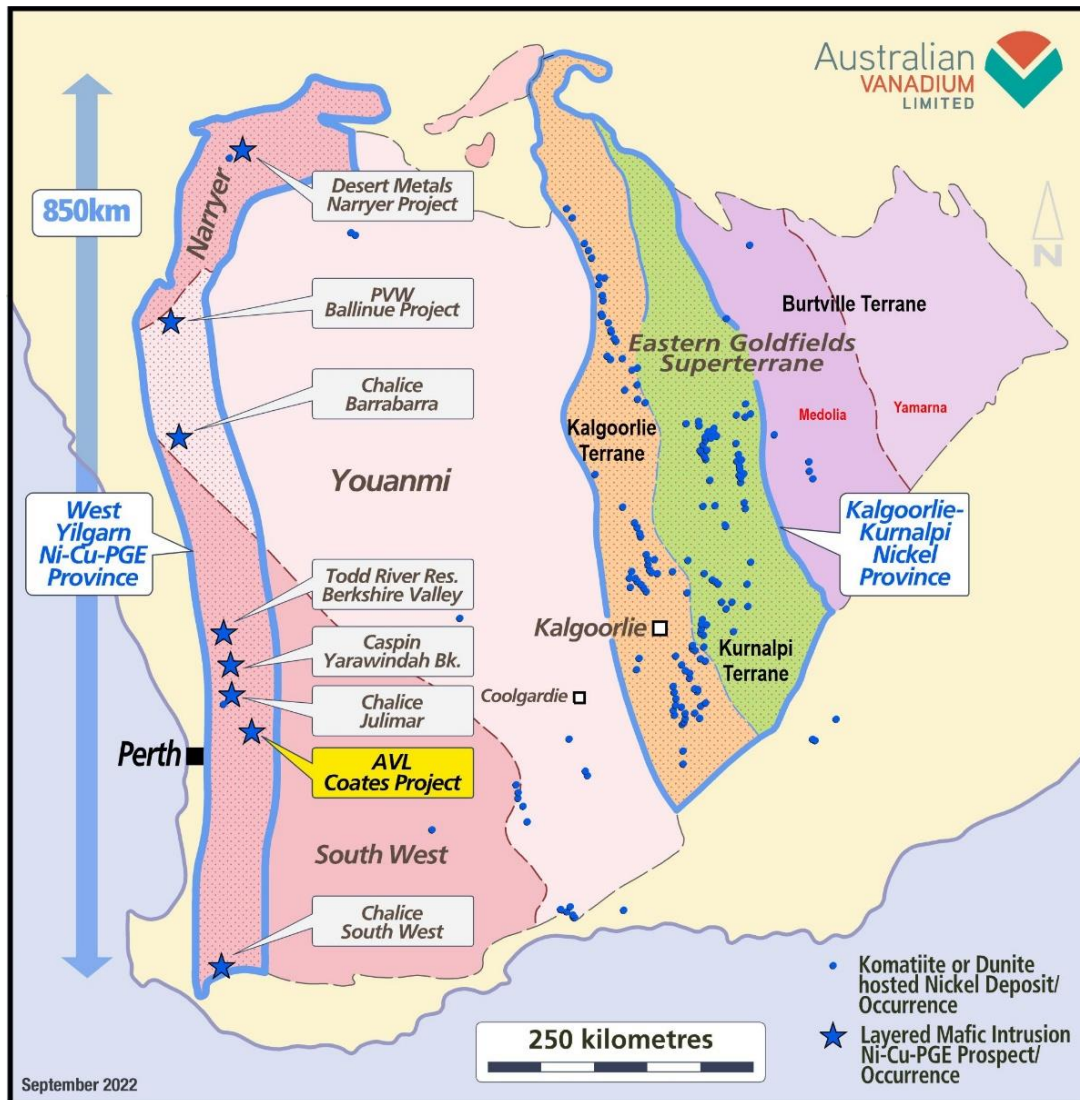 Australian
VANADIUM
LIMITED
850km
Narryer
Desert Metals
Narryer Project
N
PVW
Ballinue Project
Burtville Terrane
Eastern Goldfields
Superterrane
Chalice
Barrabarra
Medolia
Yamarna
Kalgoorlie
Terrane
Youanmi
West
Yilgarn
Ni-Cu-PGE
Province
Kalgoorlie-
Kurnalpi
Nickel
Province
Todd River Res.
Berkshire Valley
Kalgoorlie
Caspin
Yarawindah Bk.
Kurnalpi
Terrane
Chalice
Julimar
Coolgardie
Perth
AVL
Coates Project
South West
Chalice
South West
Komatiite or Dunite
hosted Nickel Deposit/
Occurrence
250 kilometres
Layered Mafic Intrusion
Ni-Cu-PGE Prospect/
Occurrence
September 2022